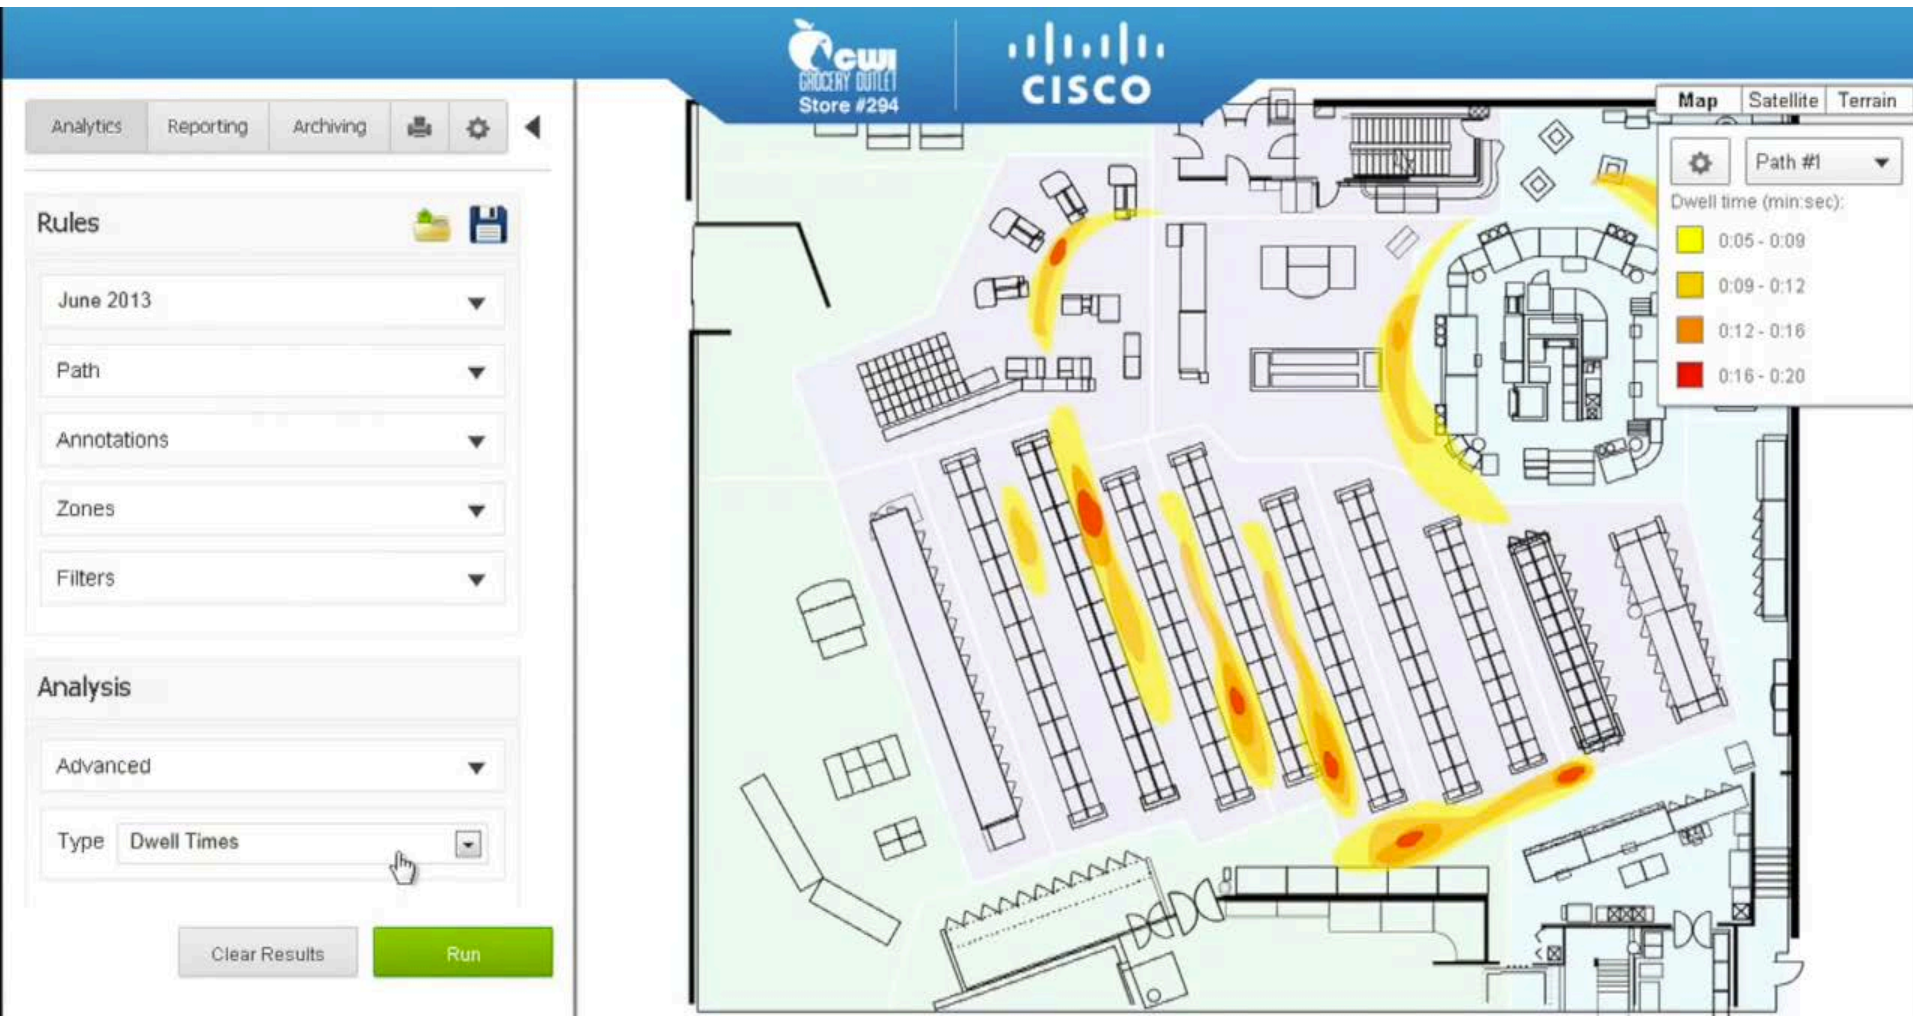 cwi
GROCERY OUTLET
Store #294
CISCO
Analytics
Reporting
Archiving
Map
Satellite
Terrain
Path #1
Dwell time (min:sec):
0:05 - 0:09
0:09 - 0:12
0:12 - 0:16
0:16 - 0:20
Rules
June 2013
Path
Annotations
Zones
Filters
Analysis
Advanced
Type
Dwell Times
Clear Results
Run